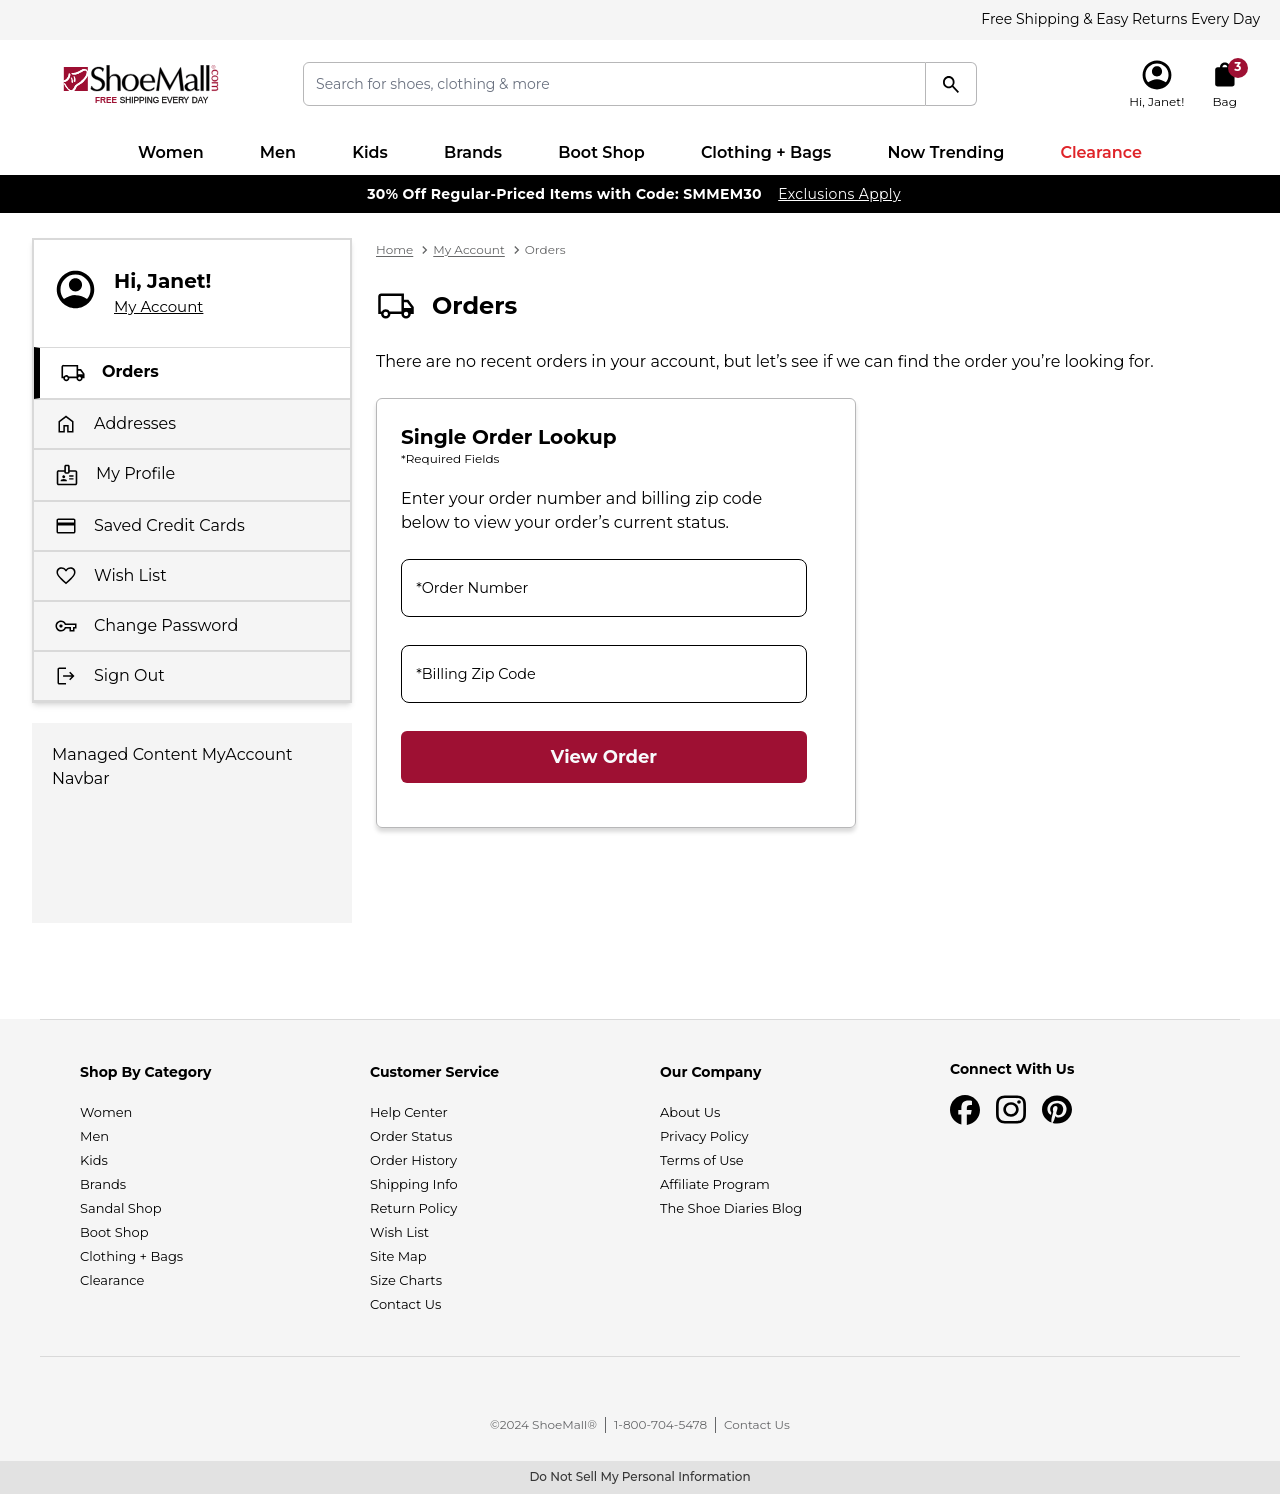 Free Shipping & Easy Returns Every Day
ShoeMall.com
FREE SHIPPING EVERY DAY
Search for shoes, clothing & more
Hi, Janet!
3
Bag
Women Men Kids Brands Boot Shop Clothing + Bags Now Trending Clearance
30% Off Regular-Priced Items with Code: SMMEM30 Exclusions Apply
Hi, Janet!
My Account
Orders
Addresses
My Profile
Saved Credit Cards
Wish List
Change Password
Sign Out
Managed Content MyAccount
Navbar
Home > My Account > Orders
Orders
There are no recent orders in your account, but let’s see if we can find the order you’re looking for.
Single Order Lookup
*Required Fields
Enter your order number and billing zip code
below to view your order’s current status.
*Order Number
*Billing Zip Code
View Order
Shop By Category
Women
Men
Kids
Brands
Sandal Shop
Boot Shop
Clothing + Bags
Clearance
Customer Service
Help Center
Order Status
Order History
Shipping Info
Return Policy
Wish List
Site Map
Size Charts
Contact Us
Our Company
About Us
Privacy Policy
Terms of Use
Affiliate Program
The Shoe Diaries Blog
Connect With Us
©2024 ShoeMall® | 1-800-704-5478 | Contact Us
Do Not Sell My Personal Information